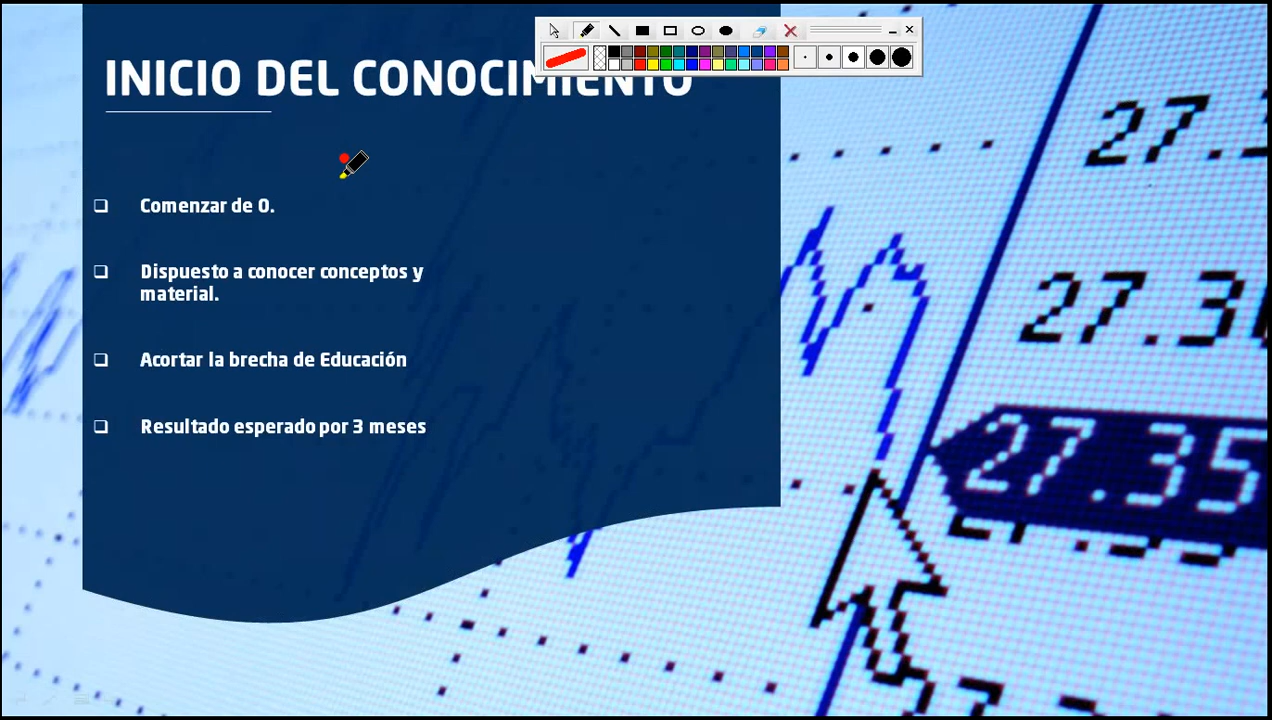 INICIO DEL CONOCIMIENTO
❑ Comenzar de 0.
❑ Dispuesto a conocer conceptos y
material.
❑ Acortar la brecha de Educación
❑ Resultado esperado por 3 meses
27.3
27.35